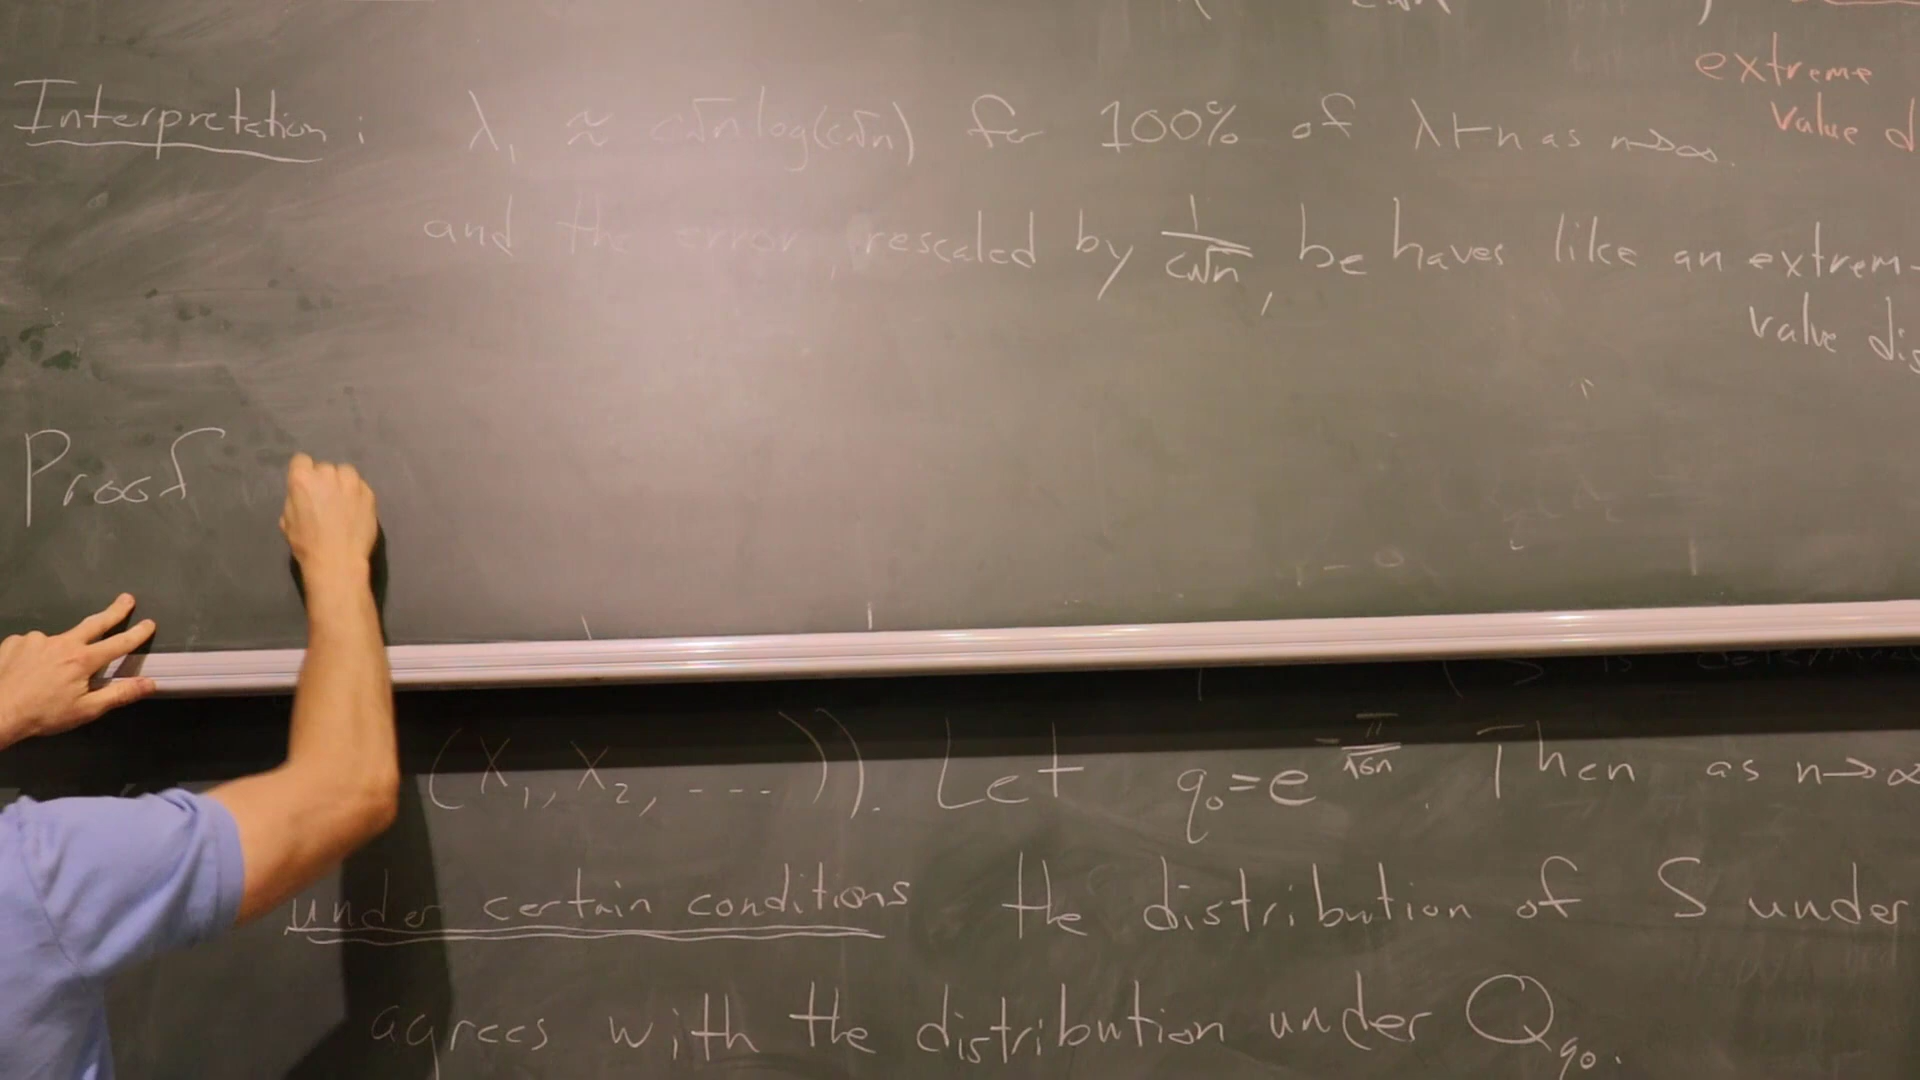 extreme
value d
Interpretation: λ₁ ≈ c√n log(c√n) for 100% of λ⊢n as n→∞.
and the error, rescaled by 1/(c√n), behaves like an extrem-
value dis
Proof
(X₁, X₂, ...)). Let q₀=e^(-π/√(6n)). Then as n→∞
under certain conditions the distribution of S under
agrees with the distribution under Q_q₀.